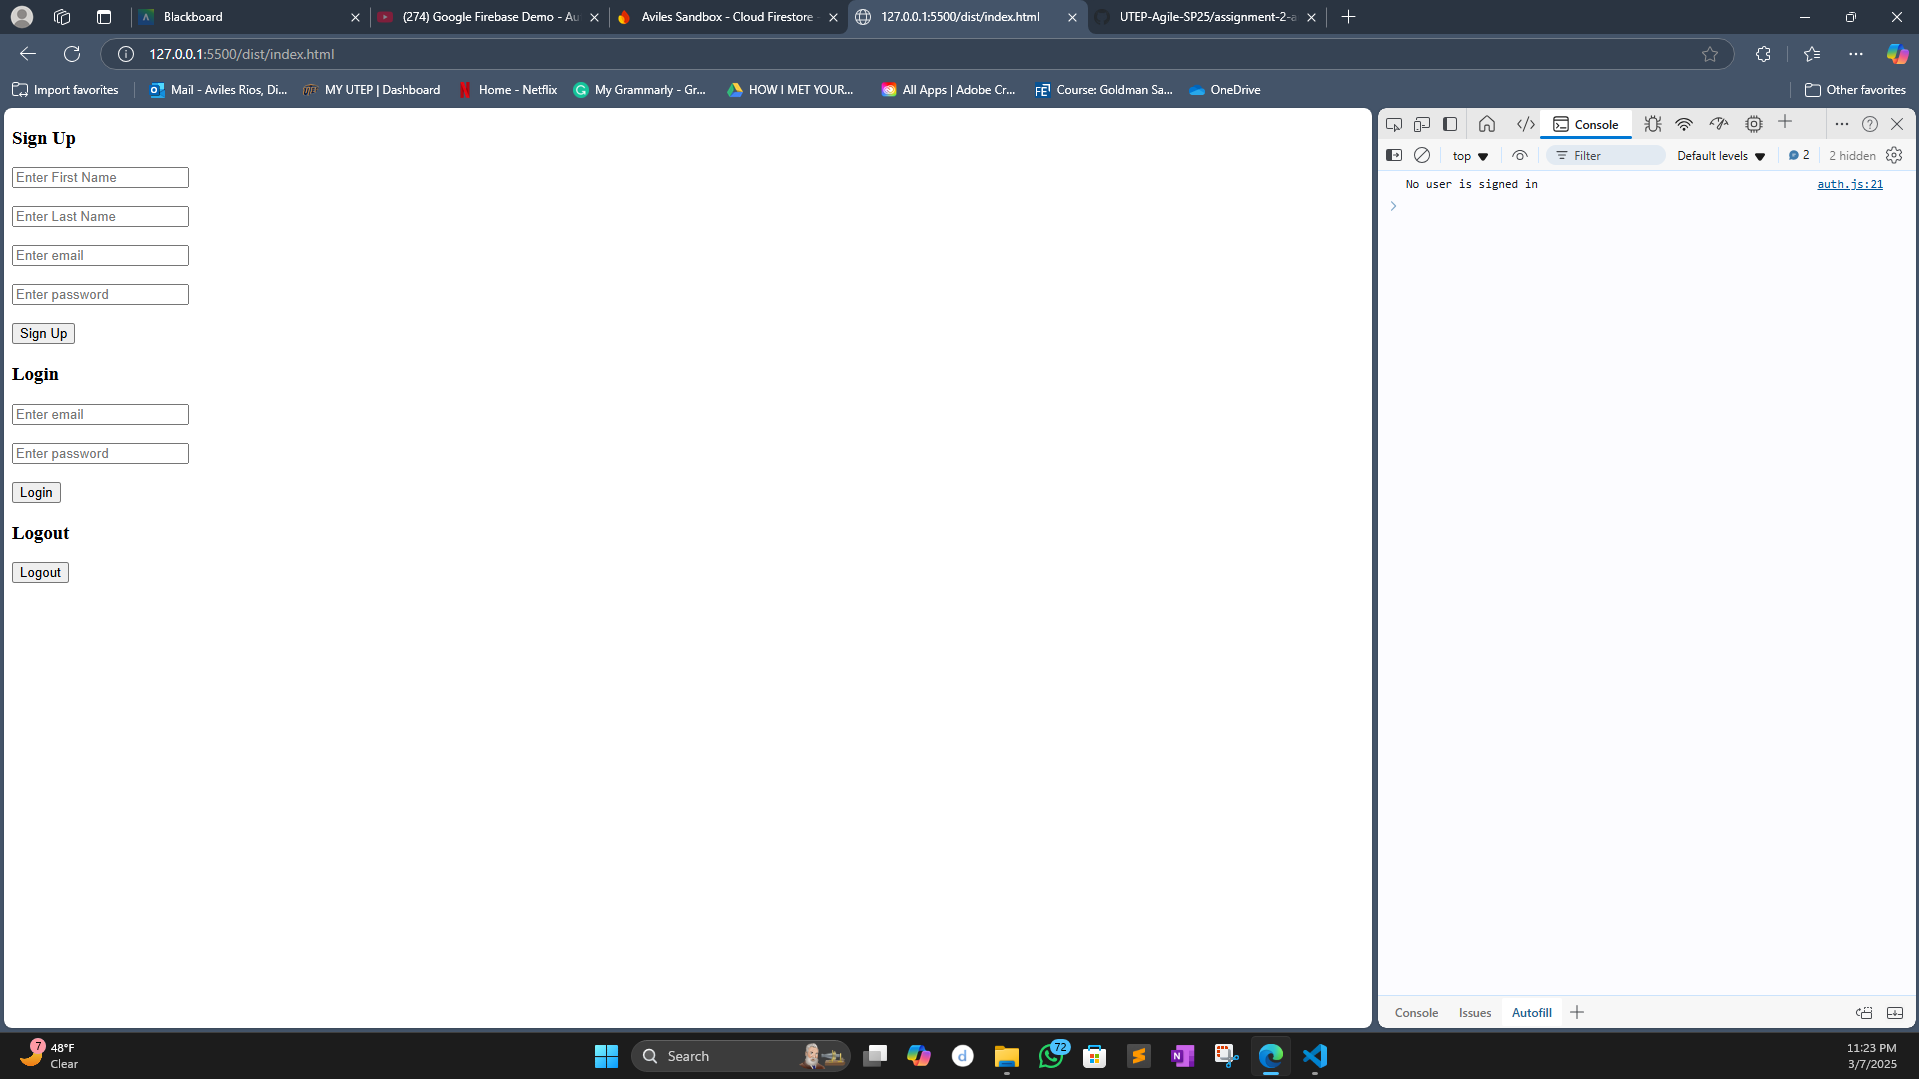 Blackboard
(274) Google Firebase Demo - Au
Aviles Sandbox - Cloud Firestore -
127.0.0.1:5500/dist/index.html
UTEP-Agile-SP25/assignment-2-a
127.0.0.1:5500/dist/index.html
Import favorites
Mail - Aviles Rios, Di...
MY UTEP | Dashboard
Home - Netflix
My Grammarly - Gr...
HOW I MET YOUR...
All Apps | Adobe Cr...
Course: Goldman Sa...
OneDrive
Other favorites
Sign Up
Enter First Name
Enter Last Name
Enter email
Enter password
Sign Up
Login
Enter email
Enter password
Login
Logout
Logout
Console
top
Filter
Default levels
2
2 hidden
No user is signed in
auth.js:21
Console
Issues
Autofill
7
48°F
Clear
Search
72
11:23 PM
3/7/2025